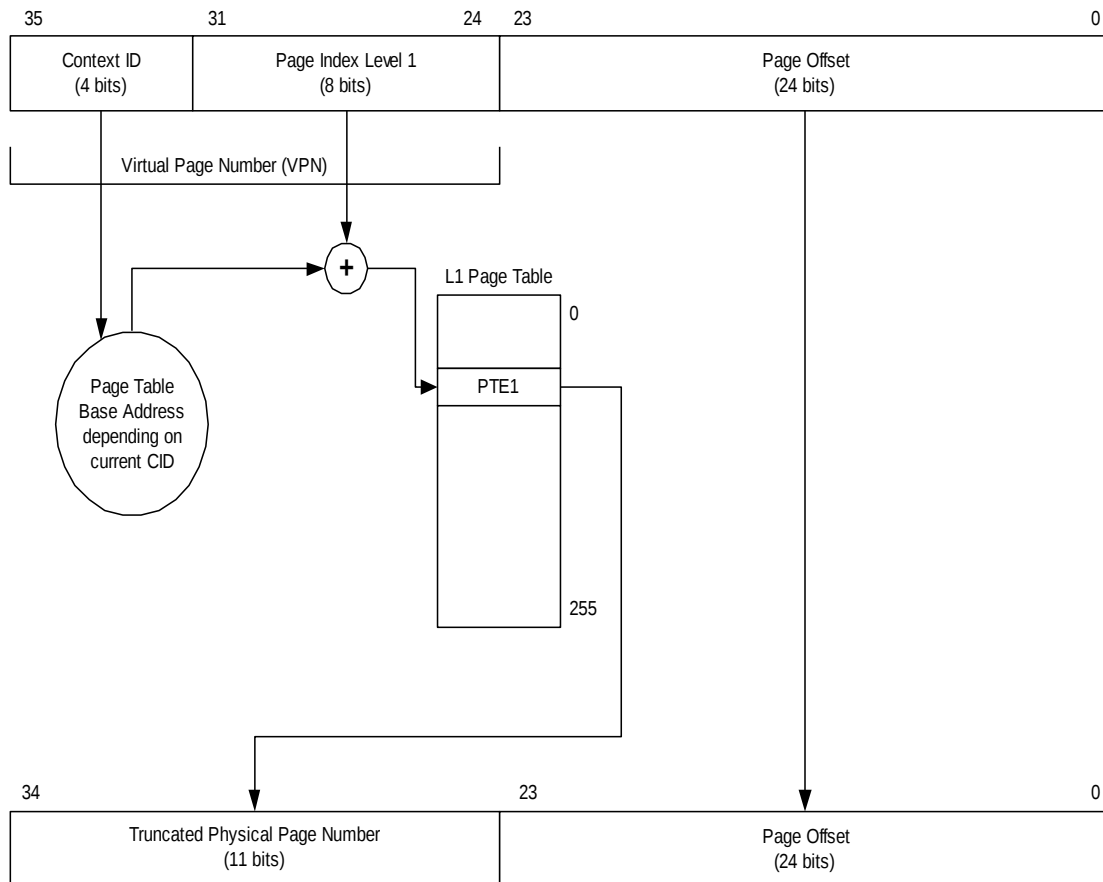 35 31 24 23 0
Context ID
(4 bits)
Page Index Level 1
(8 bits)
Page Offset
(24 bits)
Virtual Page Number (VPN)
+
L1 Page Table
0
PTE1
255
Page Table
Base Address
depending on
current CID
34 23 0
Truncated Physical Page Number
(11 bits)
Page Offset
(24 bits)